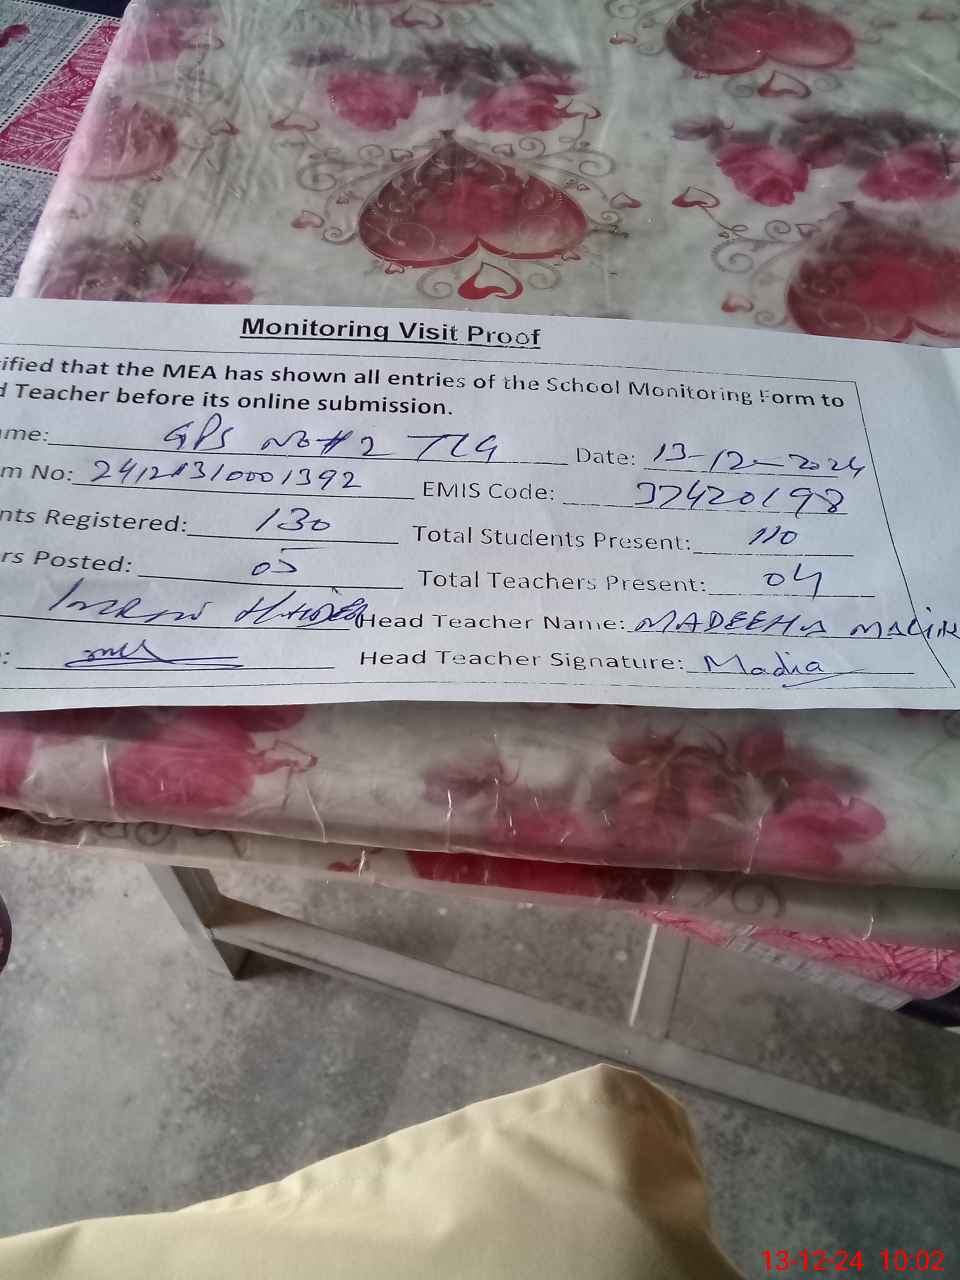 Monitoring Visit Proof
ified that the MEA has shown all entries of the School Monitoring Form to
d Teacher before its online submission.
ame: GPS No # 2 TLG Date: 13-12-2024
m No: EMIS Code: 37420198
nts Registered: 130 Total Students Present: 110
rs Posted: 05 Total Teachers Present: 04
Head Teacher Name: MADEEHA MALIK
: Head Teacher Signature: Madia
13-12-24 10:02